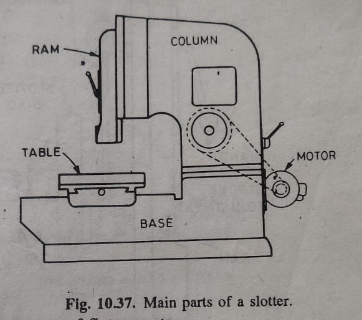 RAM
COLUMN
TABLE
MOTOR
BASE
Fig. 10.37. Main parts of a slotter.